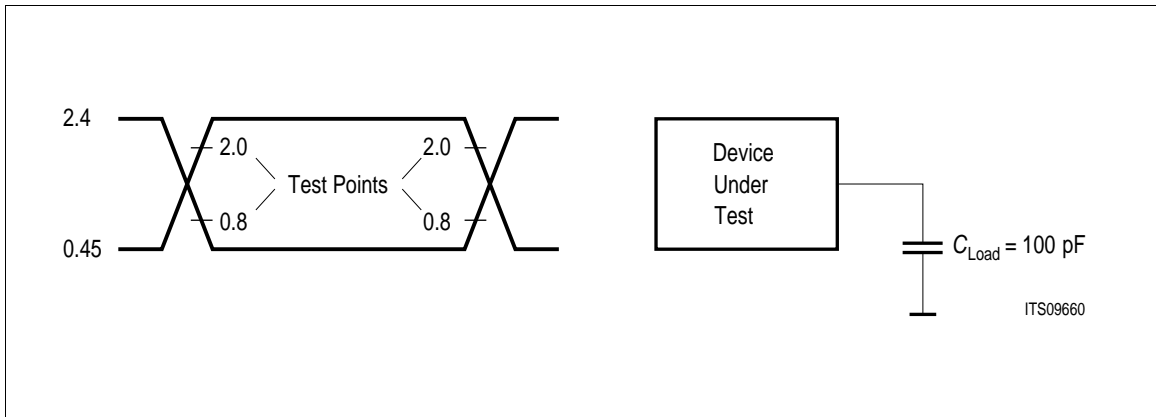 2.4
2.0
2.0
Test Points
0.8
0.8
0.45
Device
Under
Test
C_Load = 100 pF
ITS09660